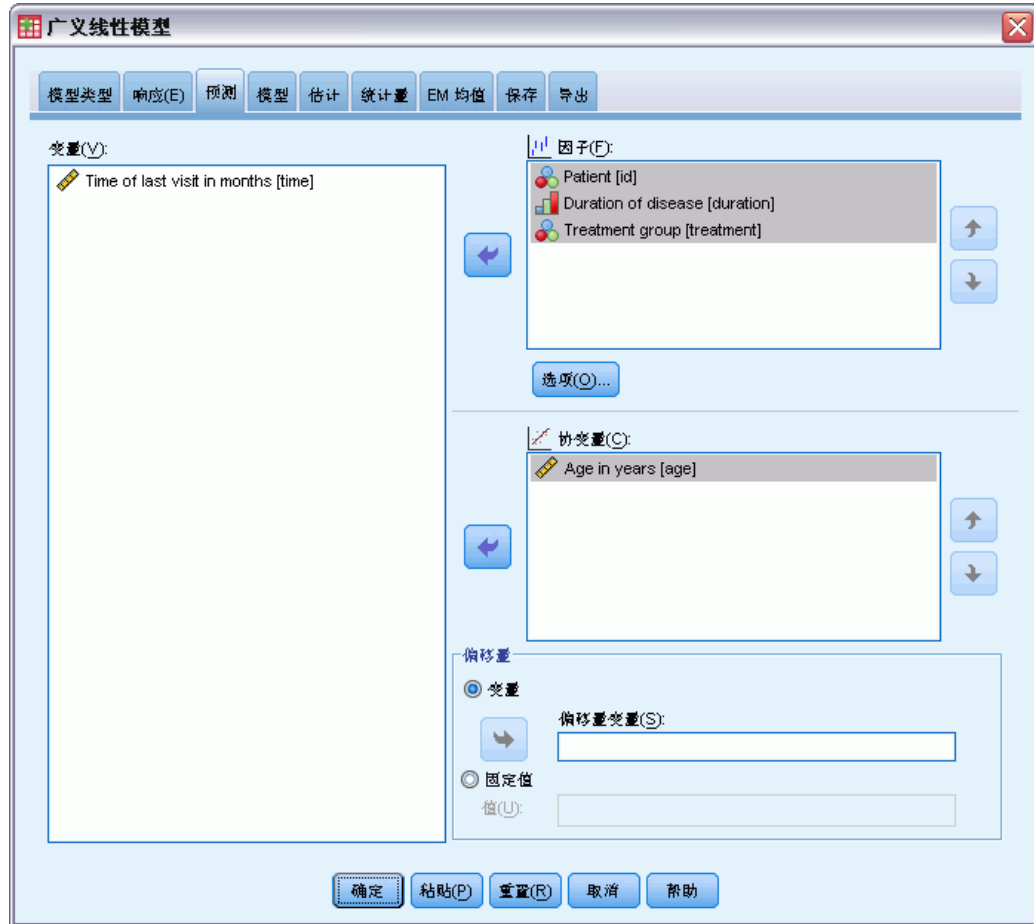 广义线性模型
模型类型 响应(E) 预测 模型 估计 统计量 EM 均值 保存 导出
变量(V):
Time of last visit in months [time]
因子(F):
Patient [id]
Duration of disease [duration]
Treatment group [treatment]
选项(O)...
协变量(C):
Age in years [age]
偏移量
变量
偏移量变量(S):
固定值
值(U):
确定 粘贴(P) 重置(R) 取消 帮助